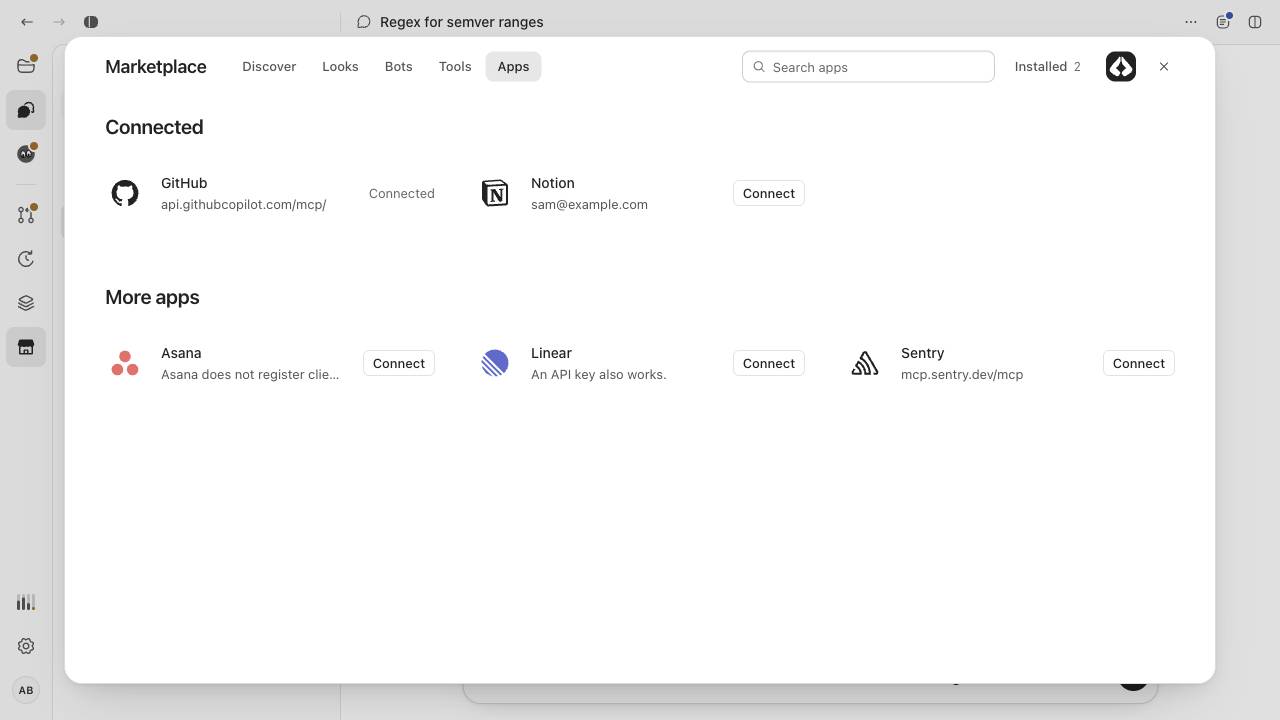 Regex for semver ranges
Marketplace
Discover
Looks
Bots
Tools
Apps
Search apps
Installed 2
Connected
GitHub
api.githubcopilot.com/mcp/
Connected
Notion
sam@example.com
Connect
More apps
Asana
Asana does not register clie...
Connect
Linear
An API key also works.
Connect
Sentry
mcp.sentry.dev/mcp
Connect
AB